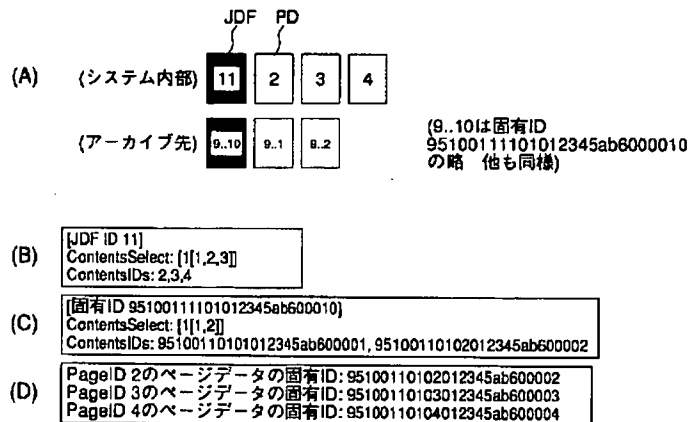 JDF PD
(A) (システム内部) 11 2 3 4
(アーカイブ先) 9..10 9..1 9..2
(9..10は固有ID
95100111101012345ab6000010
の略 他も同様)
(B) [JDF ID 11]
ContentsSelect: [1[1,2,3]]
ContentsIDs: 2,3,4
(C) [固有ID 95100111101012345ab600010]
ContentsSelect: [1[1,2]]
ContentsIDs: 95100110101012345ab600001, 95100110102012345ab600002
(D) PageID 2のページデータの固有ID: 95100110102012345ab600002
PageID 3のページデータの固有ID: 95100110103012345ab600003
PageID 4のページデータの固有ID: 95100110104012345ab600004